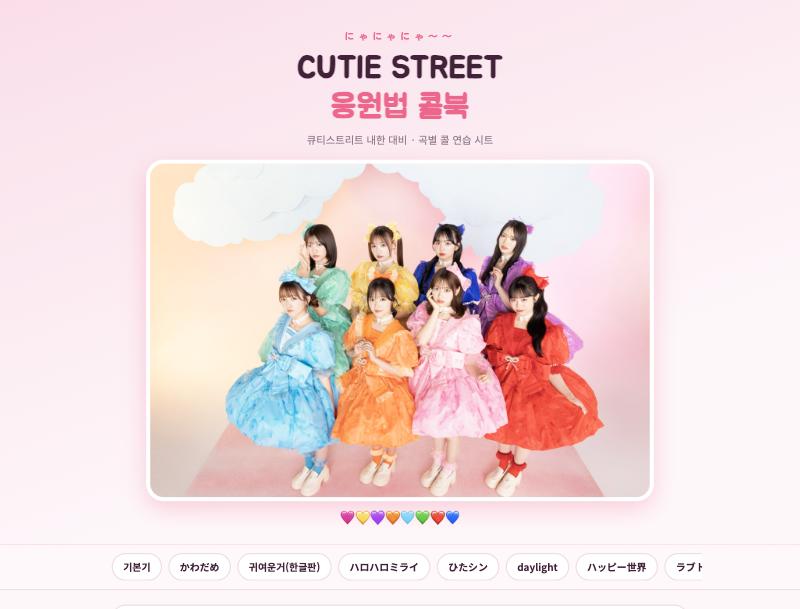 にゃにゃにゃ〜〜
CUTIE STREET
응원법 콜북
큐티스트리트 내한 대비 · 곡별 콜 연습 시트
기본기
かわだめ
귀여운거(한글판)
ハロハロミライ
ひたシン
daylight
ハッピー世界
ラブ